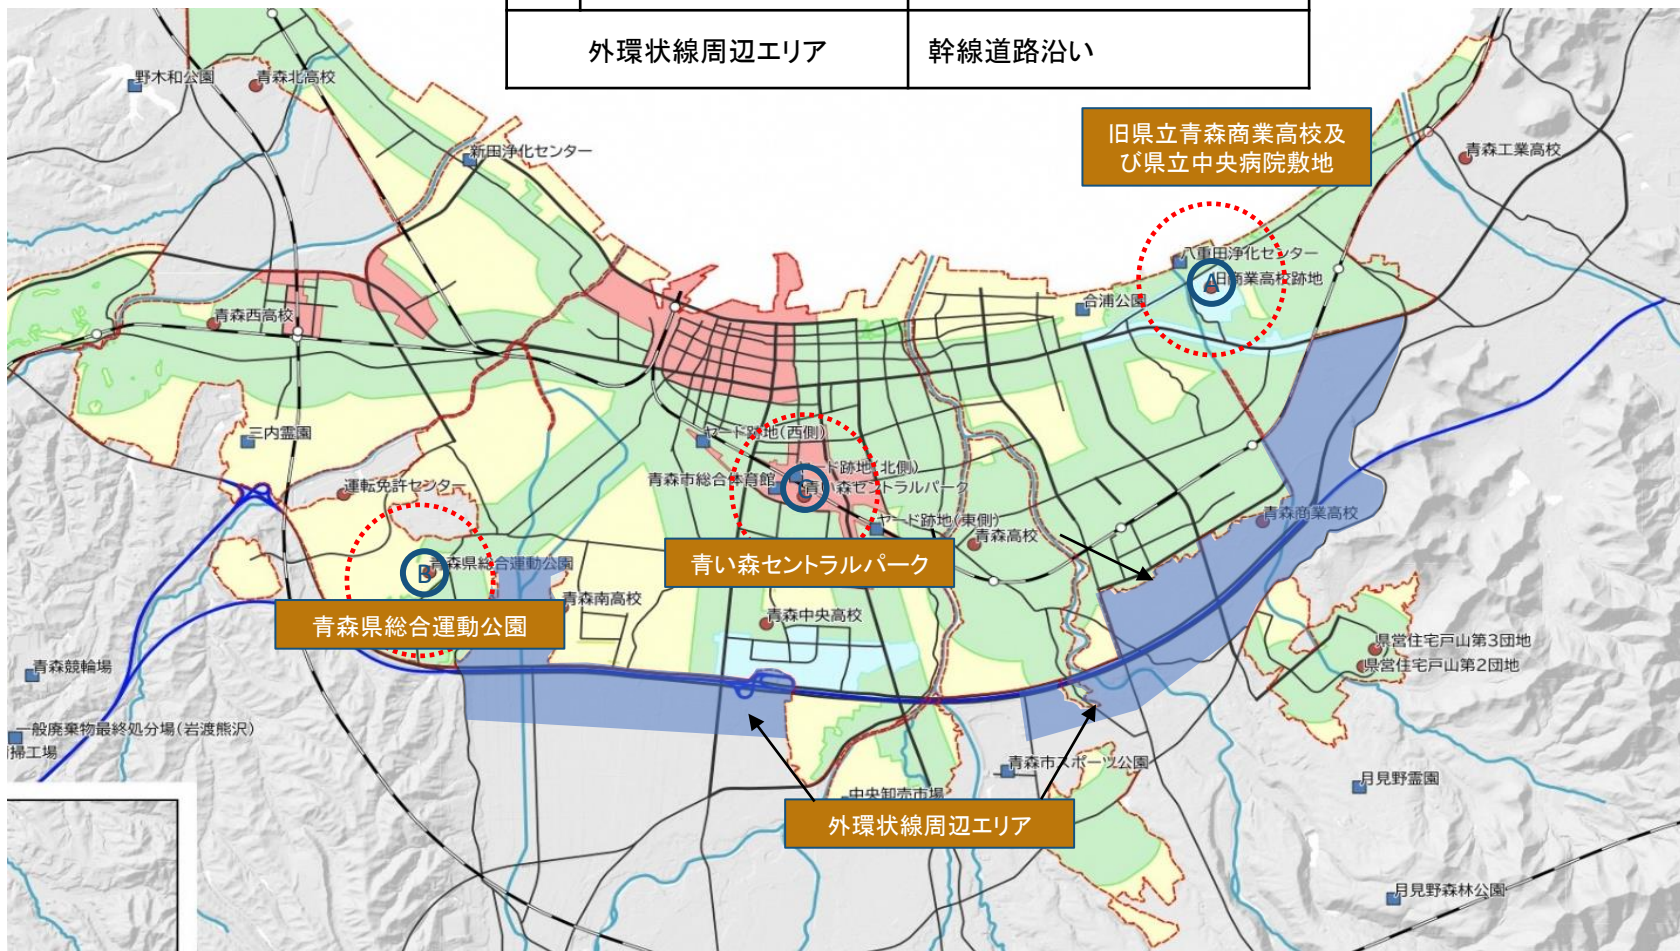 外環状線周辺エリア
幹線道路沿い
野木和公園
青森北高校
新田浄化センター
旧県立青森商業高校及
び県立中央病院敷地
青森工業高校
八重田浄化センター
A
旧商業高校跡地
合浦公園
青森西高校
三内霊園
ヤード跡地(西側)
ヤード跡地(北側)
青森市総合体育館
C
青い森セントラルパーク
運転免許センター
ヤード跡地(東側)
青森高校
青森商業高校
青い森セントラルパーク
B
青森県総合運動公園
青森南高校
青森県総合運動公園
青森中央高校
県営住宅戸山第3団地
県営住宅戸山第2団地
青森競輪場
一般廃棄物最終処分場(岩渡熊沢)
掃工場
青森市スポーツ公園
月見野霊園
中央卸売市場
外環状線周辺エリア
月見野森林公園